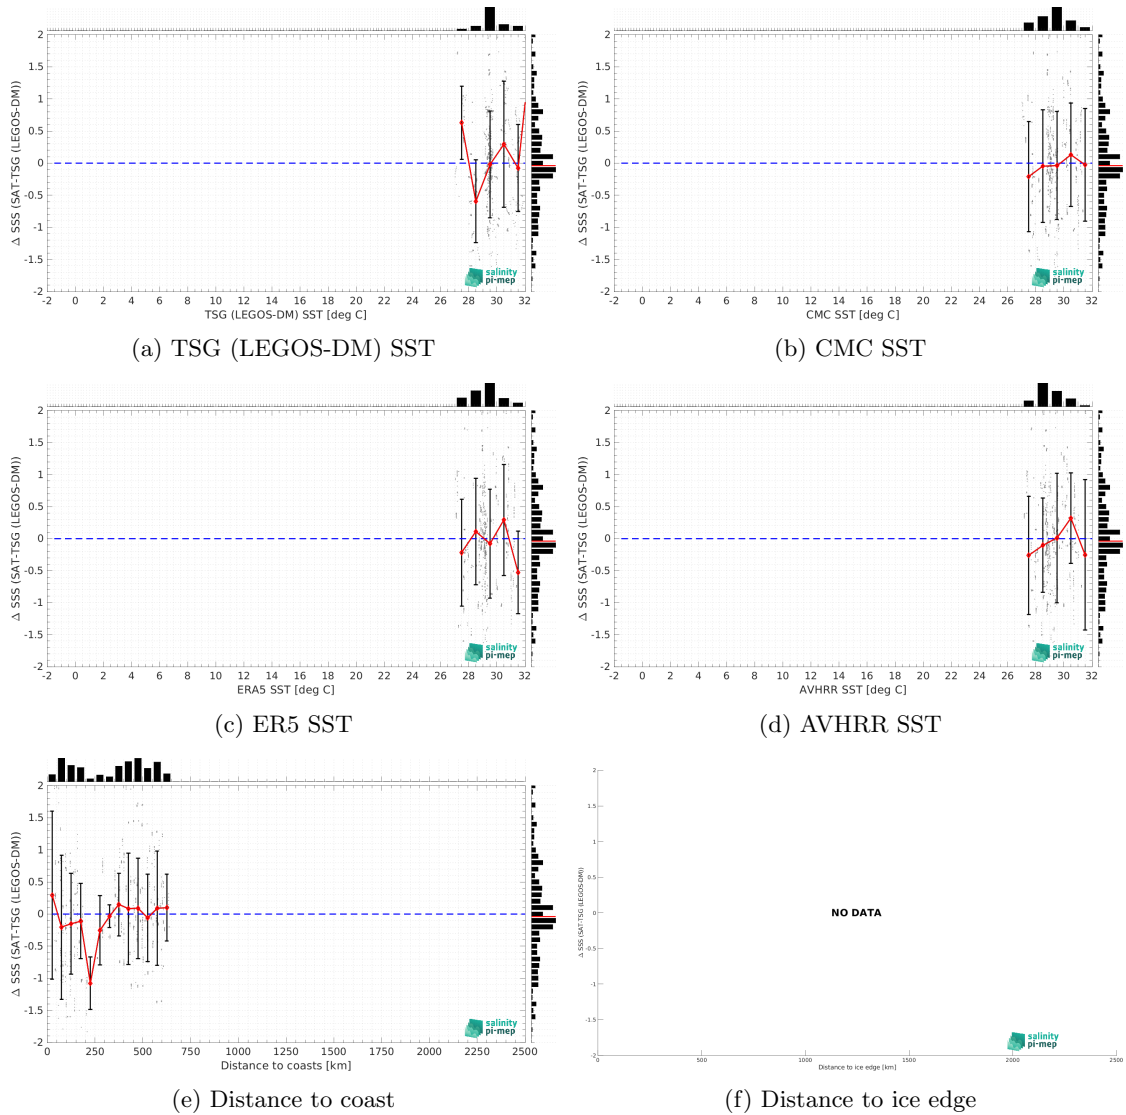 2
1.5
1
0.5
0
-0.5
-1
-1.5
-2
Δ SSS (SAT-TSG (LEGOS-DM))
salinity
pi-mep
-2 0 2 4 6 8 10 12 14 16 18 20 22 24 26 28 30 32
TSG (LEGOS-DM) SST [deg C]
(a) TSG (LEGOS-DM) SST
2
1.5
1
0.5
0
-0.5
-1
-1.5
-2
Δ SSS (SAT-TSG (LEGOS-DM))
salinity
pi-mep
-2 0 2 4 6 8 10 12 14 16 18 20 22 24 26 28 30 32
CMC SST [deg C]
(b) CMC SST
2
1.5
1
0.5
0
-0.5
-1
-1.5
-2
Δ SSS (SAT-TSG (LEGOS-DM))
salinity
pi-mep
-2 0 2 4 6 8 10 12 14 16 18 20 22 24 26 28 30 32
ERA5 SST [deg C]
(c) ER5 SST
2
1.5
1
0.5
0
-0.5
-1
-1.5
-2
Δ SSS (SAT-TSG (LEGOS-DM))
salinity
pi-mep
-2 0 2 4 6 8 10 12 14 16 18 20 22 24 26 28 30 32
AVHRR SST [deg C]
(d) AVHRR SST
2
1.5
1
0.5
0
-0.5
-1
-1.5
-2
Δ SSS (SAT-TSG (LEGOS-DM))
salinity
pi-mep
0 250 500 750 1000 1250 1500 1750 2000 2250 2500
Distance to coasts [km]
(e) Distance to coast
2
1.5
1
0.5
0
-0.5
-1
-1.5
-2
Δ SSS (SAT-TSG (LEGOS-DM))
NO DATA
salinity
pi-mep
0 500 1000 1500 2000 2500
Distance to ice edge [km]
(f) Distance to ice edge